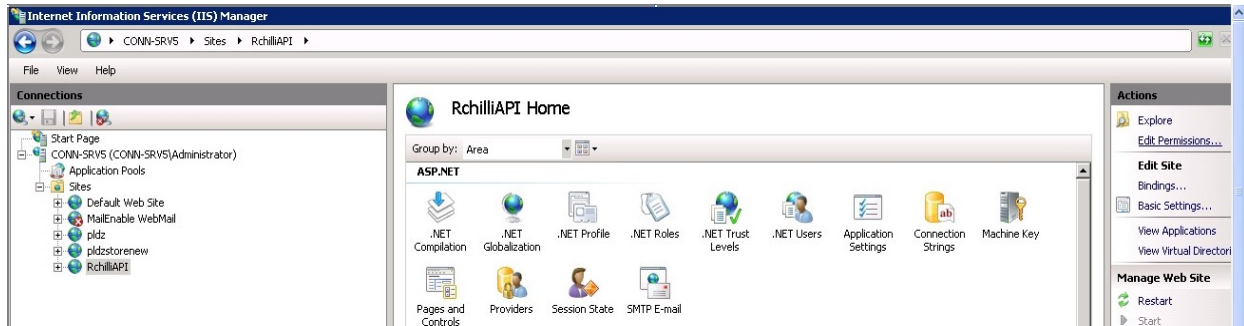 Internet Information Services (IIS) Manager
CONN-SRV5 Sites RchilliAPI
File View Help
Connections
Start Page
CONN-SRV5 (CONN-SRV5\Administrator)
Application Pools
Sites
Default Web Site
MailEnable WebMail
pldz
pldzstorenew
RchilliAPI
RchilliAPI Home
Group by: Area
ASP.NET
.NET Compilation
.NET Globalization
.NET Profile
.NET Roles
.NET Trust Levels
.NET Users
Application Settings
Connection Strings
Machine Key
Pages and Controls
Providers
Session State
SMTP E-mail
Actions
Explore
Edit Permissions...
Edit Site
Bindings...
Basic Settings...
View Applications
View Virtual Directori
Manage Web Site
Restart
Start